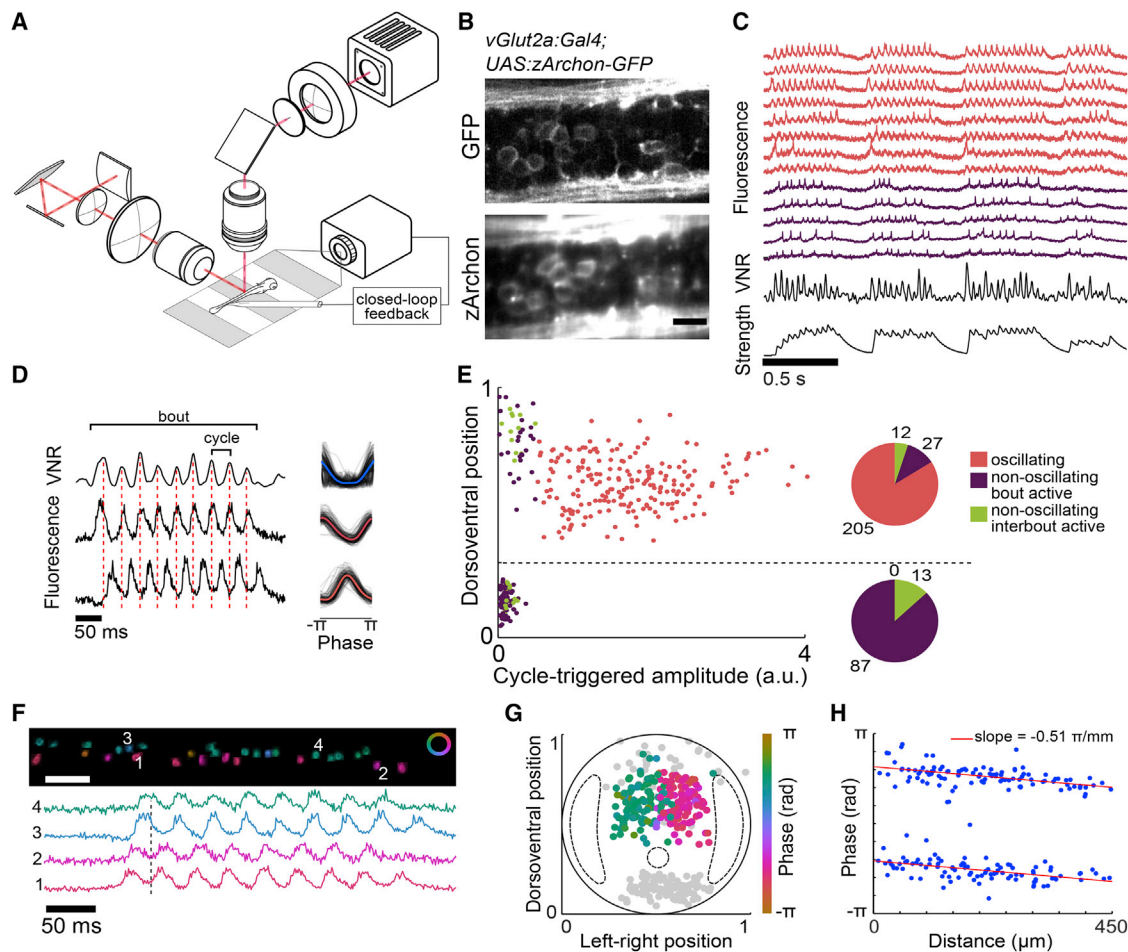 A
closed-loop
feedback
B
vGlut2a:Gal4;
UAS:zArchon-GFP
GFP
zArchon
C
Fluorescence
VNR
Strength
0.5 s
D
bout
cycle
VNR
Fluorescence
50 ms
-π π
Phase
E
1
Dorsoventral position
0
0 4
Cycle-triggered amplitude (a.u.)
12
27
205
0
13
87
oscillating
non-oscillating
bout active
non-oscillating
interbout active
F
3
4
1
2
4
3
2
1
50 ms
G
1
Dorsoventral position
0
0 1
Left-right position
π
Phase (rad)
-π
H
slope = -0.51 π/mm
π
Phase (rad)
-π
0 450
Distance (μm)